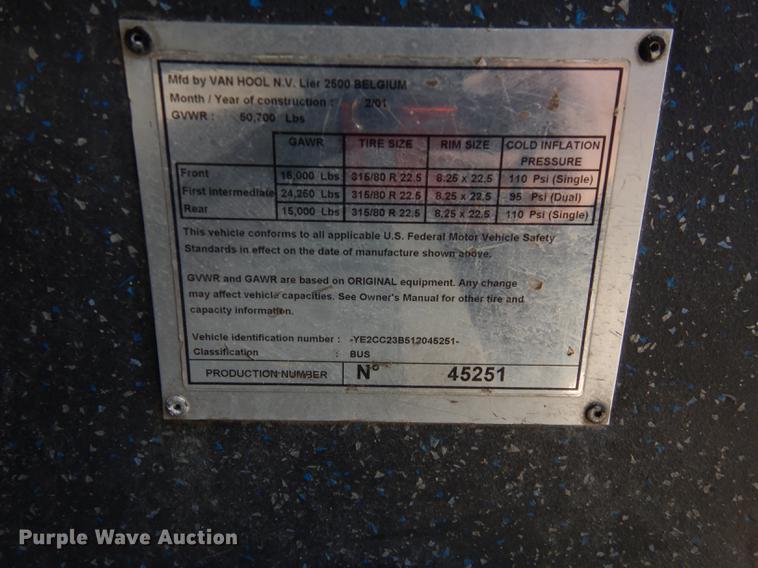 Mfd by VAN HOOL N.V. Lier 2500 BELGIUM
Month / Year of construction : 2/01
GVWR : 50,700 Lbs
GAWR TIRE SIZE RIM SIZE COLD INFLATION PRESSURE
Front 16,000 Lbs 315/80 R 22.5 8.25 x 22.5 110 Psi (Single)
First intermediate 24,250 Lbs 315/80 R 22.5 8.25 x 22.5 95 Psi (Dual)
Rear 15,000 Lbs 315/80 R 22.5 8.25 x 22.5 110 Psi (Single)
This vehicle conforms to all applicable U.S. Federal Motor Vehicle Safety
Standards in effect on the date of manufacture shown above.
GVWR and GAWR are based on ORIGINAL equipment. Any change
may affect vehicle capacities. See Owner's Manual for other tire and
capacity information.
Vehicle identification number : -YE2CC23B512045251-
Classification : BUS
PRODUCTION NUMBER N° 45251
Purple Wave Auction